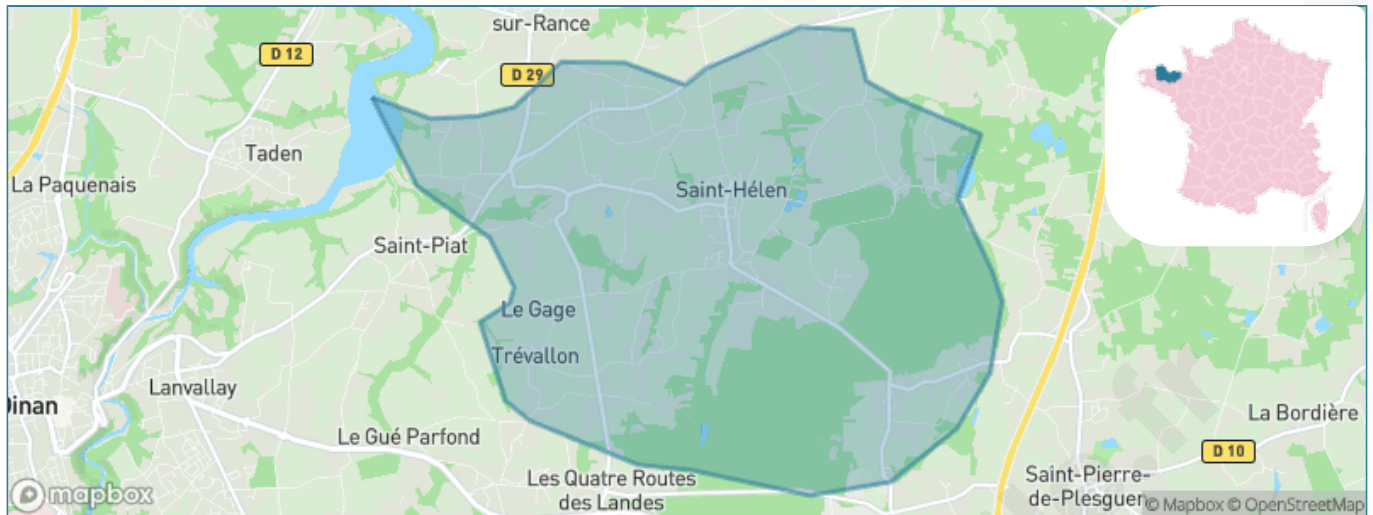 sur-Rance
D 12
D 29
Taden
La Paquenais
Saint-Hélen
Saint-Piat
Le Gage
Trévallon
Lanvallay
Dinan
Le Gué Parfond
La Bordière
D 10
Les Quatre Routes
des Landes
Saint-Pierre-
de-Plesguen
mapbox
© Mapbox © OpenStreetMap